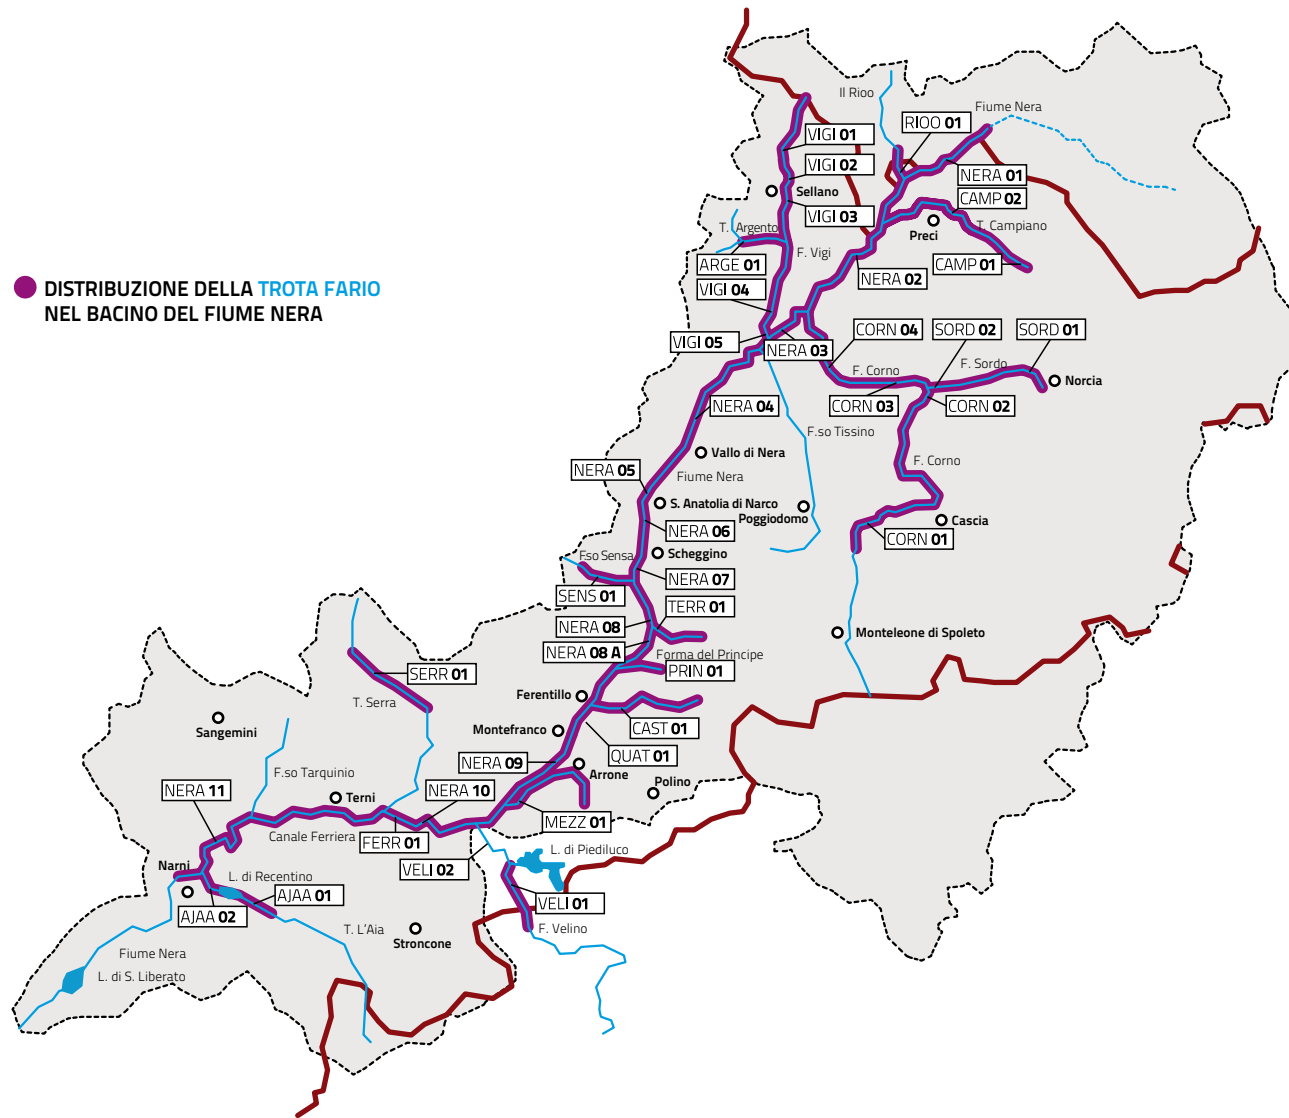 Il Rioo
Fiume Nera
RIOO 01
VIGI 01
VIGI 02
NERA 01
Sellano
CAMP 02
VIGI 03
T. Argento
T. Campiano
Preci
F. Vigi
ARGE 01
CAMP 01
NERA 02
DISTRIBUZIONE DELLA TROTA FARIO
NEL BACINO DEL FIUME NERA
VIGI 04
CORN 04
SORD 02
SORD 01
VIGI 05
NERA 03
F. Corno
F. Sordo
Norcia
NERA 04
CORN 03
CORN 02
F.so Tissino
Vallo di Nera
F. Corno
NERA 05
Fiume Nera
S. Anatolia di Narco
Poggiodomo
NERA 06
Cascia
CORN 01
F.so Sensa
Scheggino
NERA 07
SENS 01
TERR 01
NERA 08
Monteleone di Spoleto
NERA 08 A
Forma del Principe
SERR 01
PRIN 01
Ferentillo
T. Serra
Sangemini
Montefranco
CAST 01
QUAT 01
NERA 09
Arrone
F.so Tarquinio
Polino
NERA 11
Terni
NERA 10
MEZZ 01
Canale Ferriera
FERR 01
L. di Piediluco
Narni
VELI 02
L. di Recentino
AJAA 01
VELI 01
AJAA 02
T. L'Aia
F. Velino
Stroncone
Fiume Nera
L. di S. Liberato